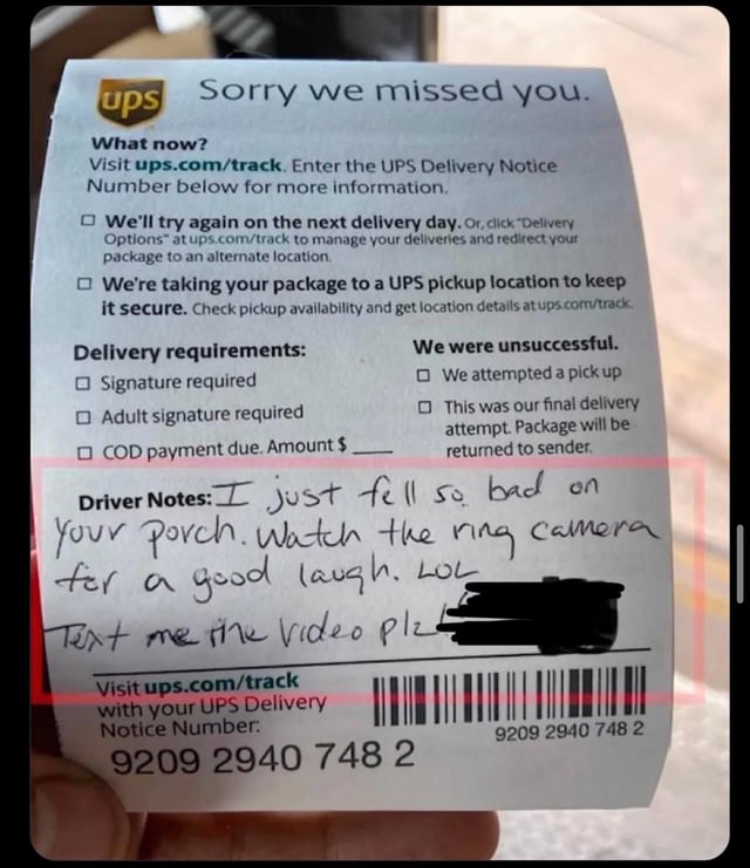 ups
Sorry we missed you.
What now?
Visit ups.com/track. Enter the UPS Delivery Notice
Number below for more information.
We'll try again on the next delivery day. Or, click "Delivery
Options" at ups.com/track to manage your deliveries and redirect your
package to an alternate location.
We're taking your package to a UPS pickup location to keep
it secure. Check pickup availability and get location details at ups.com/track.
Delivery requirements:
Signature required
Adult signature required
COD payment due. Amount $ ____
We were unsuccessful.
We attempted a pick up
This was our final delivery
attempt. Package will be
returned to sender.
Driver Notes: I just fell so bad on
your porch. Watch the ring camera
for a good laugh. LOL
Text me the video plz!
Visit ups.com/track
with your UPS Delivery
Notice Number:
9209 2940 748 2
9209 2940 748 2